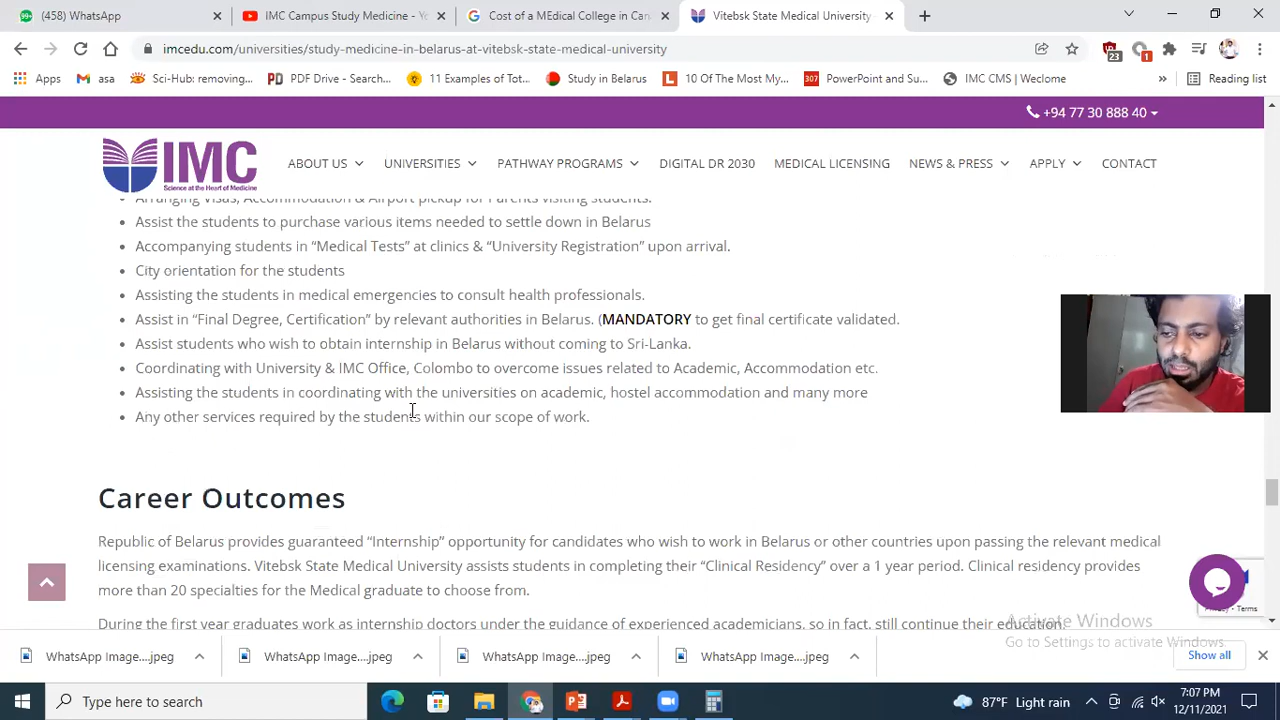 (458) WhatsApp
IMC Campus Study Medicine - Yo
Cost of a MEdical College in Can
Vitebsk State Medical University
imcedu.com/universities/study-medicine-in-belarus-at-vitebsk-state-medical-university
23
1
Apps
asa
Sci-Hub: removing...
PDF Drive - Search...
11 Examples of Tot...
Study in Belarus
10 Of The Most My...
PowerPoint and Su...
IMC CMS | Weclome
Reading list
+94 77 30 888 40
IMC
Science at the Heart of Medicine
ABOUT US
UNIVERSITIES
PATHWAY PROGRAMS
DIGITAL DR 2030
MEDICAL LICENSING
NEWS & PRESS
APPLY
CONTACT
Arranging Visas, Accommodation & Airport pickup for Parents visiting students.
Assist the students to purchase various items needed to settle down in Belarus
Accompanying students in “Medical Tests” at clinics & “University Registration” upon arrival.
City orientation for the students
Assisting the students in medical emergencies to consult health professionals.
Assist in “Final Degree, Certification” by relevant authorities in Belarus. (MANDATORY to get final certificate validated.
Assist students who wish to obtain internship in Belarus without coming to Sri-Lanka.
Coordinating with University & IMC Office, Colombo to overcome issues related to Academic, Accommodation etc.
Assisting the students in coordinating with the universities on academic, hostel accommodation and many more
Any other services required by the students within our scope of work.
Career Outcomes
Republic of Belarus provides guaranteed “Internship” opportunity for candidates who wish to work in Belarus or other countries upon passing the relevant medical
licensing examinations. Vitebsk State Medical University assists students in completing their “Clinical Residency” over a 1 year period. Clinical residency provides
more than 20 specialties for the Medical graduate to choose from.
During the first year graduates work as internship doctors under the guidance of experienced academicians, so in fact, still continue their education.
Privacy - Terms
Activate Windows
Go to Settings to activate Windows.
WhatsApp Image....jpeg
WhatsApp Image....jpeg
WhatsApp Image....jpeg
WhatsApp Image....jpeg
Show all
Type here to search
87°F Light rain
7:07 PM
12/11/2021